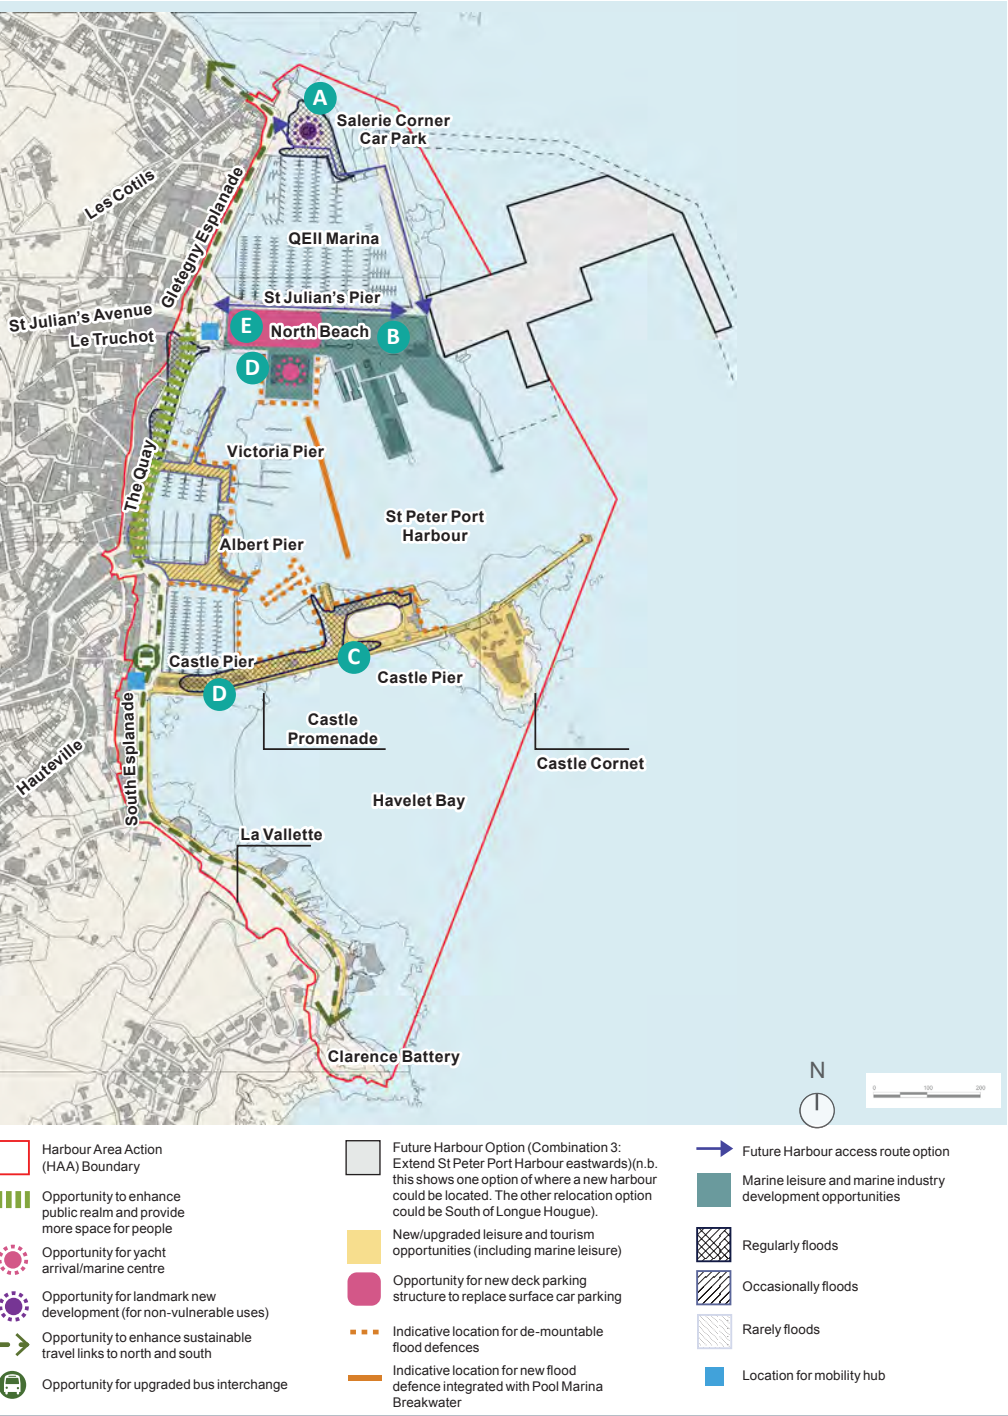 A
Salerie Corner
Car Park
CP
Les Cotils
Gletegny Esplanade
QEII Marina
St Julian's Pier
St Julian's Avenue
Le Truchot
E
North Beach
B
D
Victoria Pier
The Quay
St Peter Port
Harbour
Albert Pier
Castle Pier
C
D
Castle Pier
Castle
Promenade
Castle Cornet
South Esplanade
Hauteville
Havelet Bay
La Vallette
Clarence Battery
N
0 100 200
Harbour Area Action
(HAA) Boundary
Opportunity to enhance
public realm and provide
more space for people
Opportunity for yacht
arrival/marine centre
Opportunity for landmark new
development (for non-vulnerable uses)
Opportunity to enhance sustainable
travel links to north and south
Opportunity for upgraded bus interchange
Future Harbour Option (Combination 3:
Extend St Peter Port Harbour eastwards)(n.b.
this shows one option of where a new harbour
could be located. The other relocation option
could be South of Longue Hougue).
New/upgraded leisure and tourism
opportunities (including marine leisure)
Opportunity for new deck parking
structure to replace surface car parking
Indicative location for de-mountable
flood defences
Indicative location for new flood
defence integrated with Pool Marina
Breakwater
Future Harbour access route option
Marine leisure and marine industry
development opportunities
Regularly floods
Occasionally floods
Rarely floods
Location for mobility hub